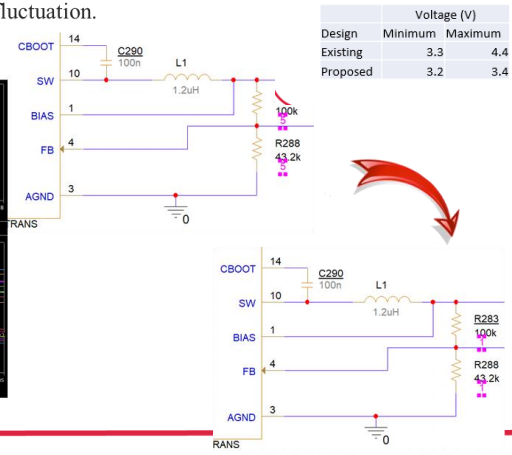 luctuation.
Voltage (V)
Design Minimum Maximum
Existing 3.3 4.4
Proposed 3.2 3.4
CBOOT 14
C290
100n
L1
SW 10
1.2uH
BIAS 1
100k
5
FB 4
R288
43.2k
5
AGND 3
0
RANS
CBOOT 14
C290
100n
L1
SW 10
1.2uH
R283
100k
BIAS 1
FB 4
R288
43.2k
AGND 3
0
RANS